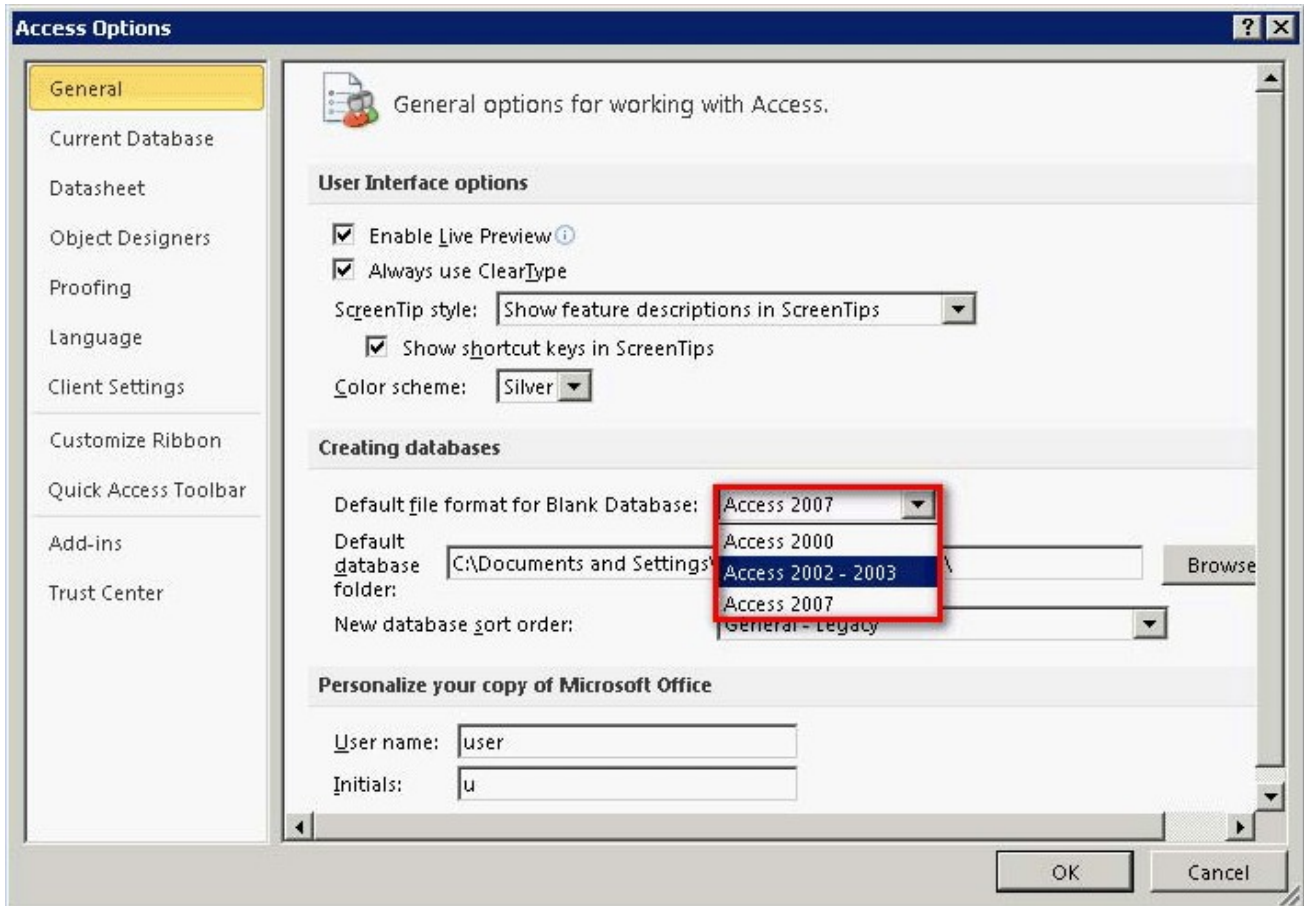 Access Options
General
Current Database
Datasheet
Object Designers
Proofing
Language
Client Settings
Customize Ribbon
Quick Access Toolbar
Add-ins
Trust Center
General options for working with Access.
User Interface options
Enable Live Preview
Always use ClearType
ScreenTip style: Show feature descriptions in ScreenTips
Show shortcut keys in ScreenTips
Color scheme: Silver
Creating databases
Default file format for Blank Database: Access 2007
Access 2000
Access 2002 - 2003
Access 2007
Default database folder: C:\Documents and Settings\ \ Browse
New database sort order: General - Legacy
Personalize your copy of Microsoft Office
User name: user
Initials: u
OK Cancel